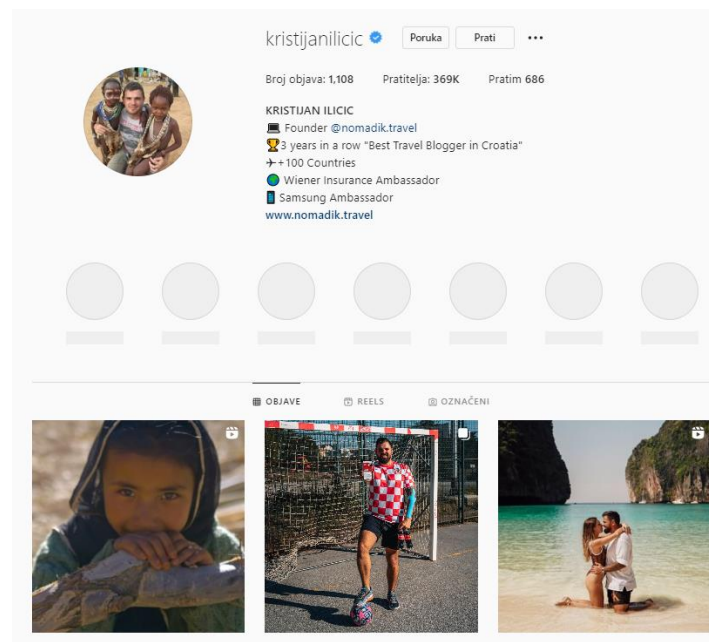 kristijanilicic Poruka Prati
Broj objava: 1,108 Pratitelja: 369K Pratim 686
KRISTIJAN ILICIC
Founder @nomadik.travel
3 years in a row "Best Travel Blogger in Croatia"
+100 Countries
Wiener Insurance Ambassador
Samsung Ambassador
www.nomadik.travel
OBJAVE REELS OZNAČENI